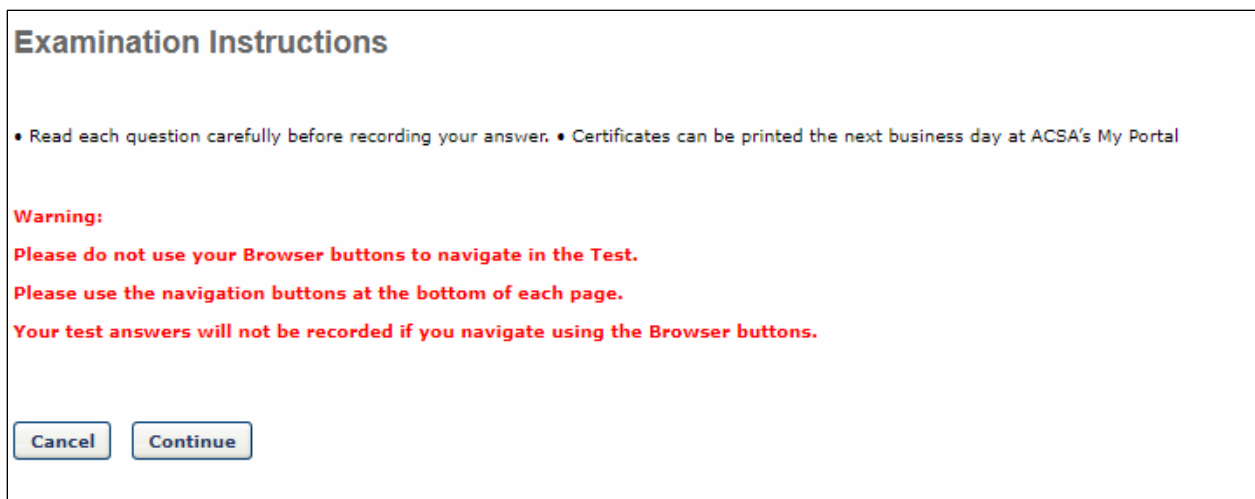 Examination Instructions
• Read each question carefully before recording your answer. • Certificates can be printed the next business day at ACSA’s My Portal
Warning:
Please do not use your Browser buttons to navigate in the Test.
Please use the navigation buttons at the bottom of each page.
Your test answers will not be recorded if you navigate using the Browser buttons.
Cancel Continue